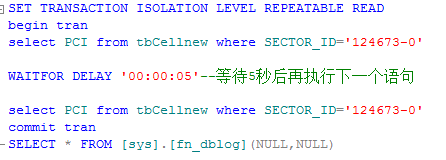 SET TRANSACTION ISOLATION LEVEL REPEATABLE READ
begin tran
select PCI from tbCellnew where SECTOR_ID='124673-0'
WAITFOR DELAY '00:00:05'--等待5秒后再执行下一个语句
select PCI from tbCellnew where SECTOR_ID='124673-0'
commit tran
SELECT * FROM [sys].[fn_dblog](NULL,NULL)